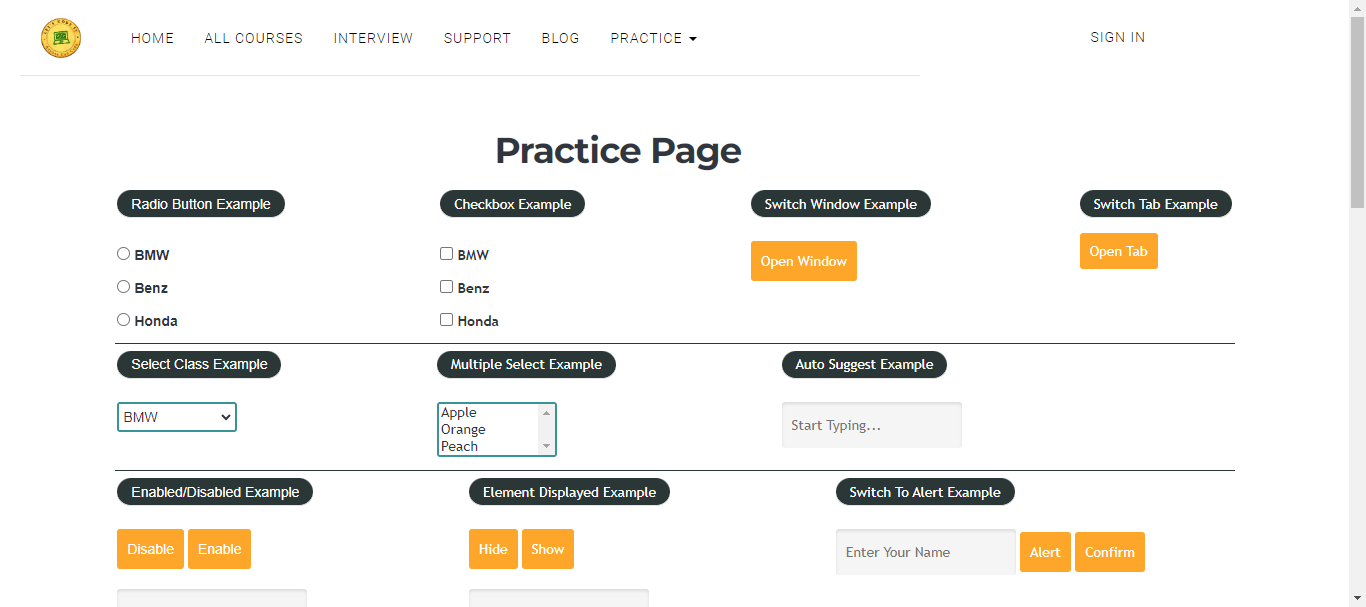 HOME ALL COURSES INTERVIEW SUPPORT BLOG PRACTICE SIGN IN
Practice Page
Radio Button Example Checkbox Example Switch Window Example Switch Tab Example
BMW BMW Open Window Open Tab
Benz Benz
Honda Honda
Select Class Example Multiple Select Example Auto Suggest Example
BMW Apple Start Typing...
Orange
Peach
Enabled/Disabled Example Element Displayed Example Switch To Alert Example
Disable Enable Hide Show Enter Your Name Alert Confirm